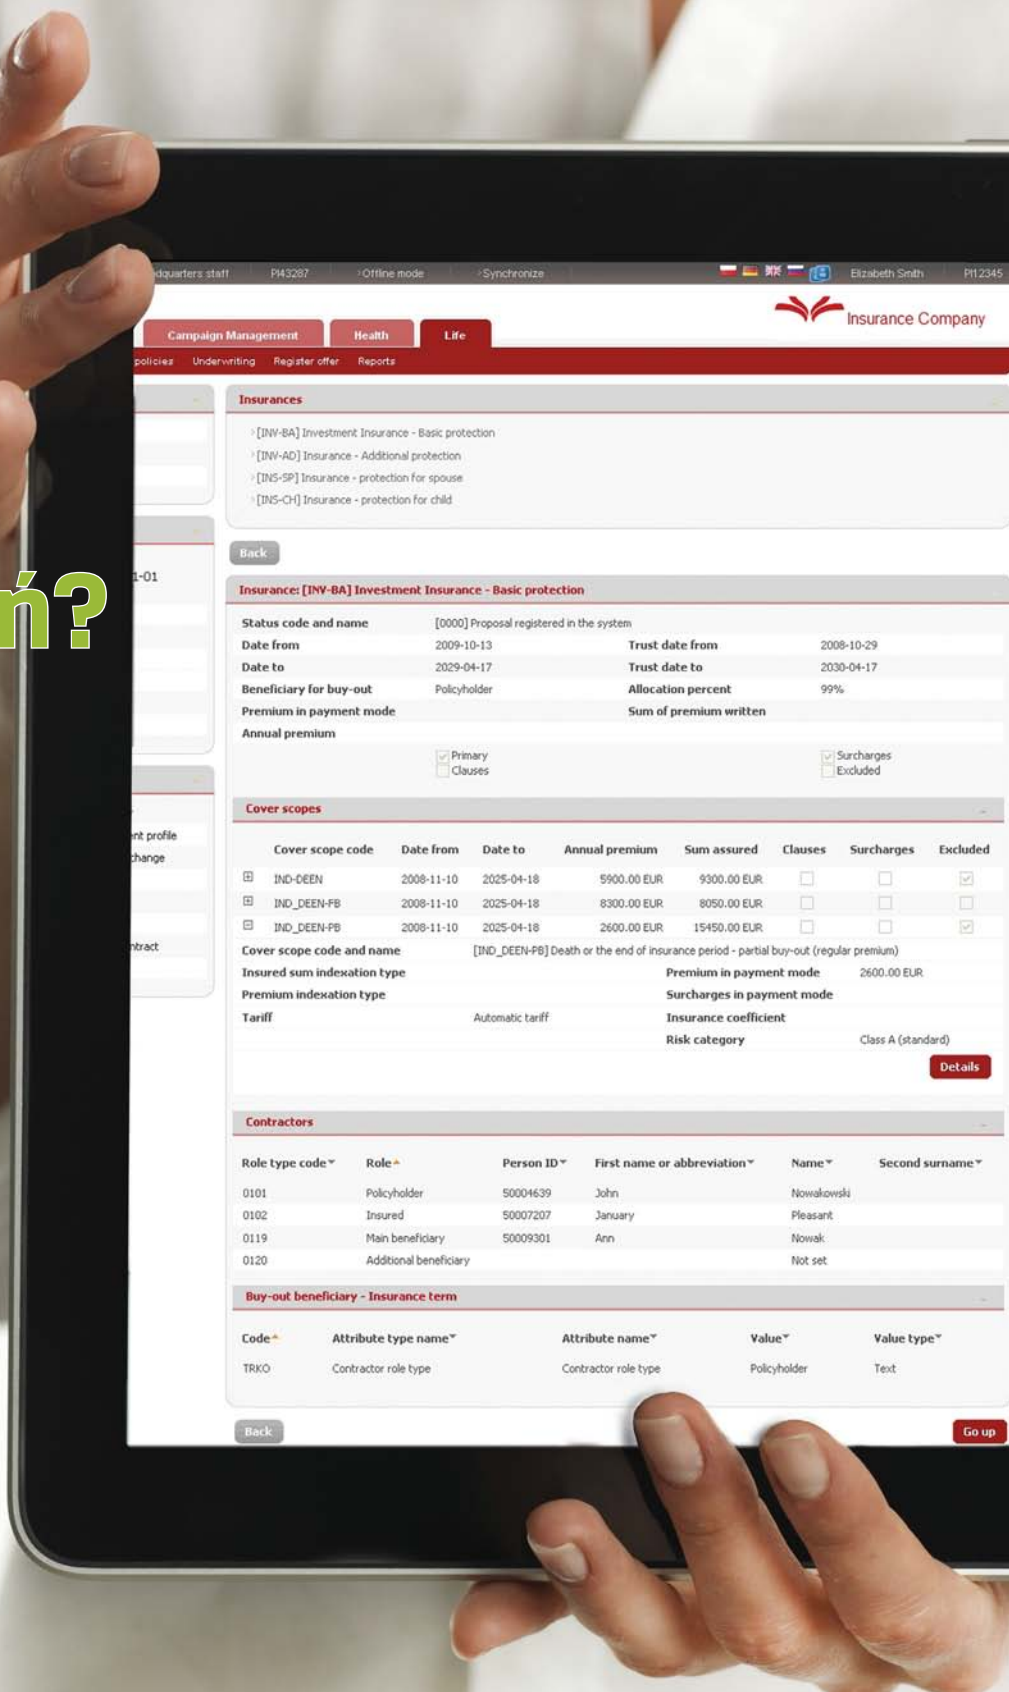 dquarters staff PI43287 Offline mode Synchronize Elizabeth Smith PI12345
Insurance Company
Campaign Management Health Life
policies Underwriting Register offer Reports
Insurances
[INV-BA] Investment Insurance - Basic protection
[INV-AD] Insurance - Additional protection
[INS-SP] Insurance - protection for spouse
[INS-CH] Insurance - protection for child
Back
1-01
ń?
Insurance: [INV-BA] Investment Insurance - Basic protection
Status code and name [0000] Proposal registered in the system
Date from 2009-10-13 Trust date from 2008-10-29
Date to 2029-04-17 Trust date to 2030-04-17
Beneficiary for buy-out Policyholder Allocation percent 99%
Premium in payment mode Sum of premium written
Annual premium
Primary Surcharges
Clauses Excluded
Cover scopes
nt profile
change
ntract
Cover scope code Date from Date to Annual premium Sum assured Clauses Surcharges Excluded
IND-DEEN 2008-11-10 2025-04-18 5900.00 EUR 9300.00 EUR
IND_DEEN-FB 2008-11-10 2025-04-18 8300.00 EUR 8050.00 EUR
IND_DEEN-PB 2008-11-10 2025-04-18 2600.00 EUR 15450.00 EUR
Cover scope code and name [IND_DEEN-PB] Death or the end of insurance period - partial buy-out (regular premium)
Insured sum indexation type Premium in payment mode 2600.00 EUR
Premium indexation type Surcharges in payment mode
Tariff Automatic tariff Insurance coefficient
Risk category Class A (standard)
Details
Contractors
Role type code Role Person ID First name or abbreviation Name Second surname
0101 Policyholder 50004639 John Nowakowski
0102 Insured 50007207 January Pleasant
0119 Main beneficiary 50009301 Ann Nowak
0120 Additional beneficiary Not set
Buy-out beneficiary - Insurance term
Code Attribute type name Attribute name Value Value type
TRKO Contractor role type Contractor role type Policyholder Text
Back Go up